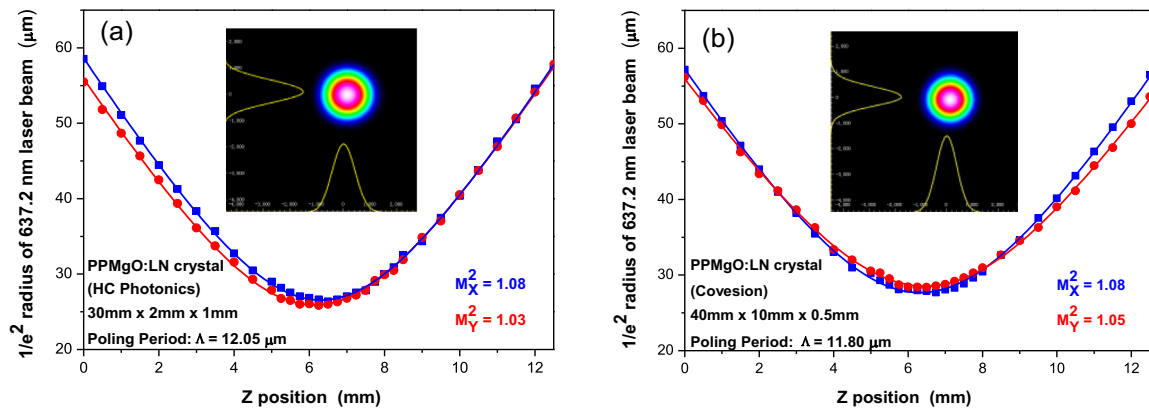 (a)
1/e² radius of 637.2 nm laser beam (μm)
60
50
40
30
20
PPMgO:LN crystal
(HC Photonics)
30mm x 2mm x 1mm
Poling Period: Λ = 12.05 μm
M²X = 1.08
M²Y = 1.03
0 2 4 6 8 10 12
Z position (mm)
(b)
1/e² radius of 637.2 nm laser beam (μm)
60
50
40
30
20
PPMgO:LN crystal
(Covesion)
40mm x 10mm x 0.5mm
Poling Period: Λ = 11.80 μm
M²X = 1.08
M²Y = 1.05
0 2 4 6 8 10 12
Z position (mm)